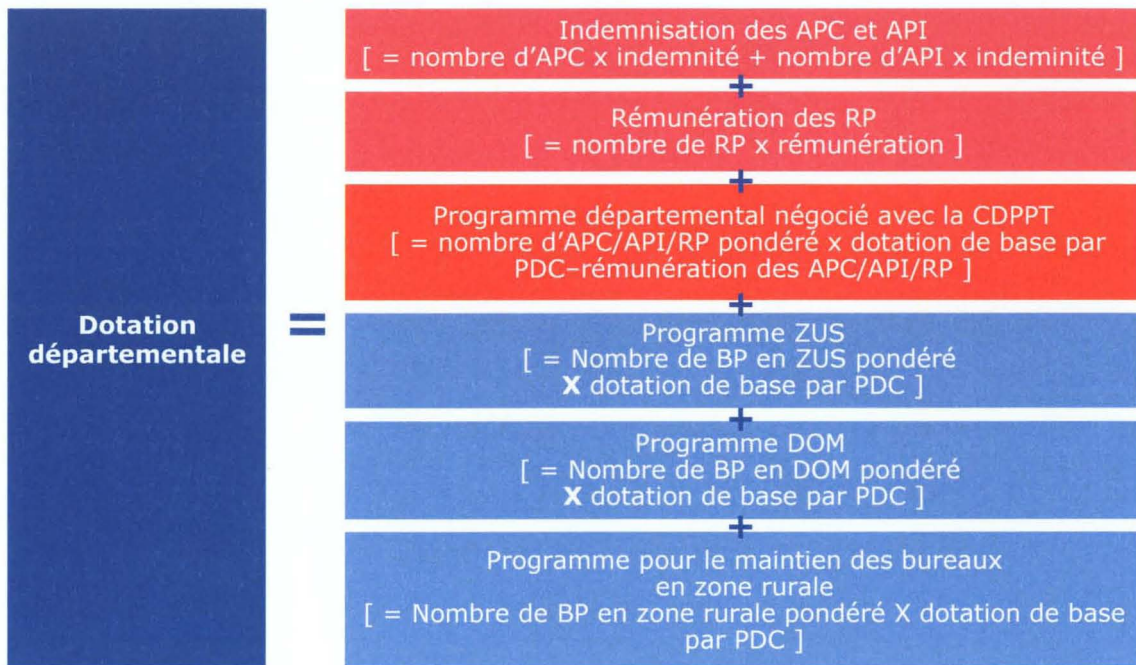 Dotation
départementale
=
Indemnisation des APC et API
[ = nombre d'APC x indemnité + nombre d'API x indeminité ]
+
Rémunération des RP
[ = nombre de RP x rémunération ]
+
Programme départemental négocié avec la CDPPT
[ = nombre d'APC/API/RP pondéré x dotation de base par
PDC–rémunération des APC/API/RP ]
+
Programme ZUS
[ = Nombre de BP en ZUS pondéré
X dotation de base par PDC ]
+
Programme DOM
[ = Nombre de BP en DOM pondéré
X dotation de base par PDC ]
+
Programme pour le maintien des bureaux
en zone rurale
[ = Nombre de BP en zone rurale pondéré X dotation de base
par PDC ]